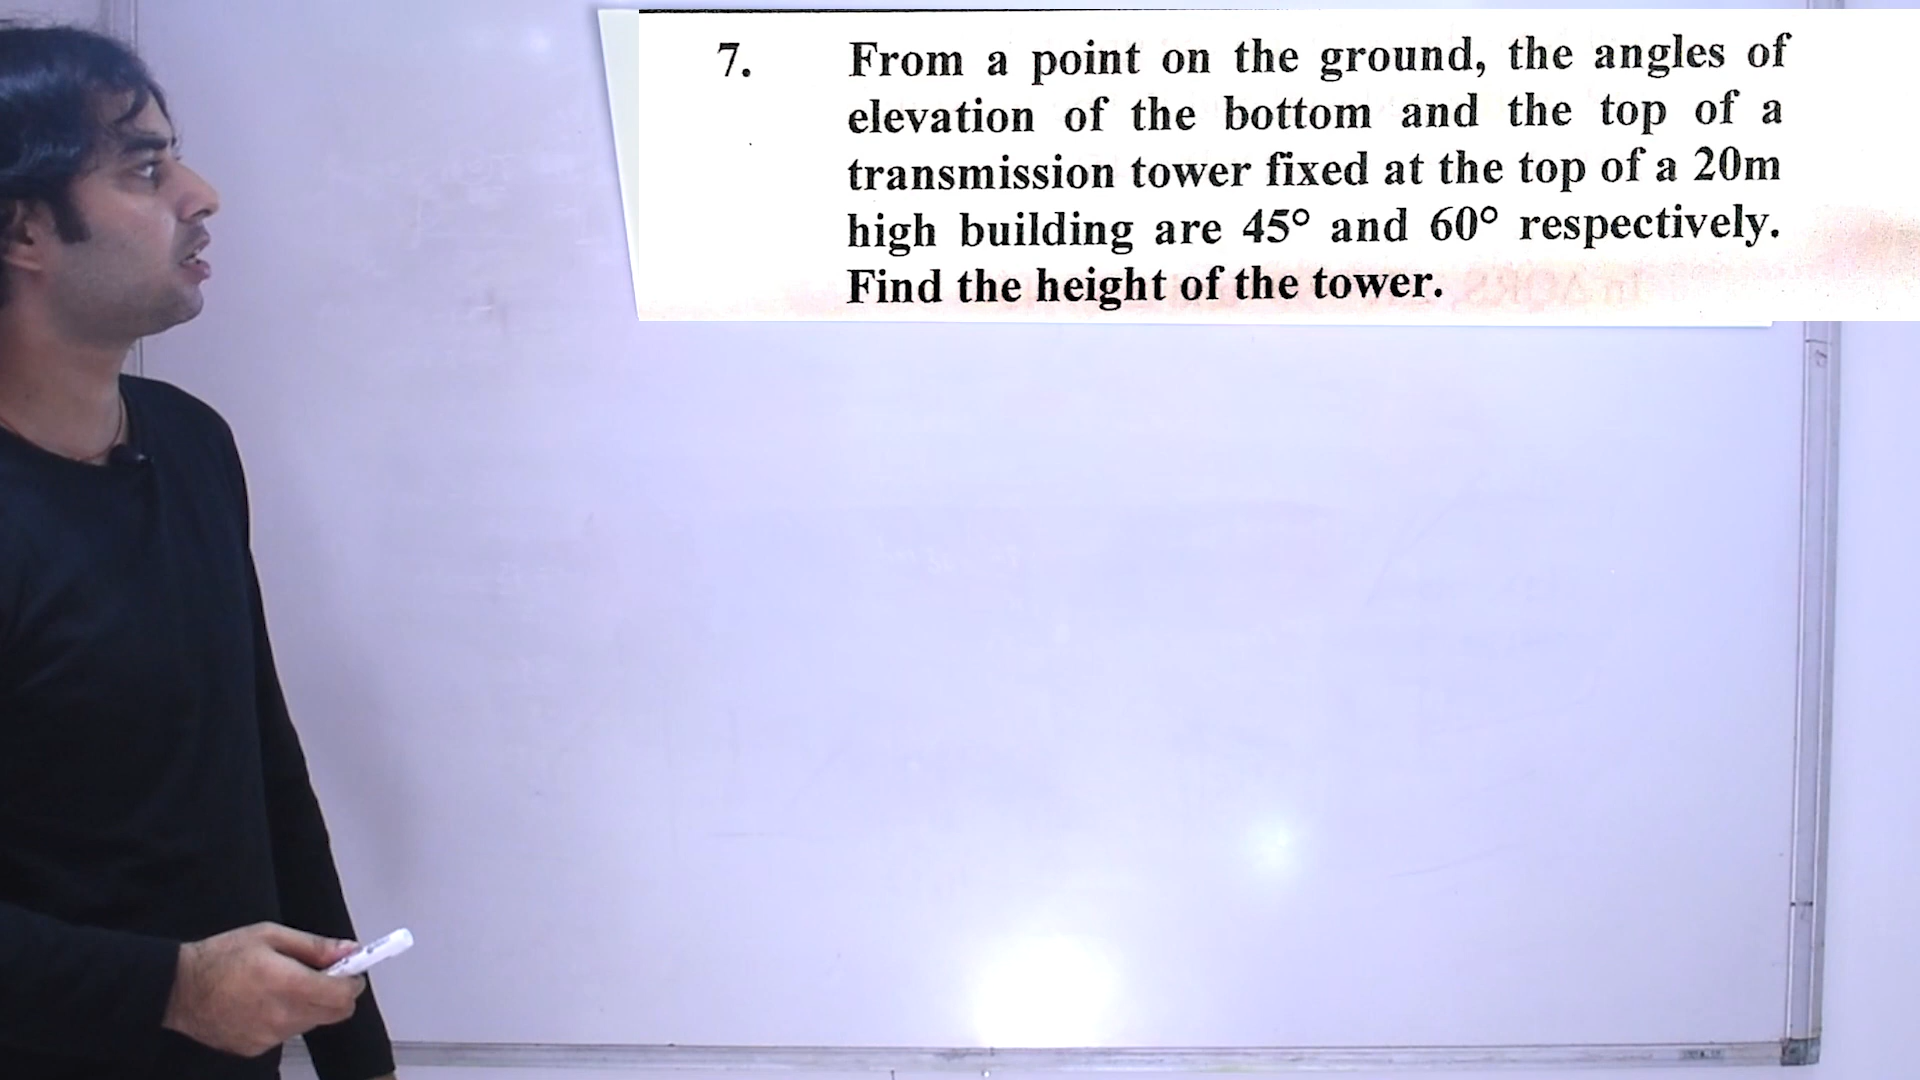 7. From a point on the ground, the angles of
elevation of the bottom and the top of a
transmission tower fixed at the top of a 20m
high building are 45° and 60° respectively.
Find the height of the tower.